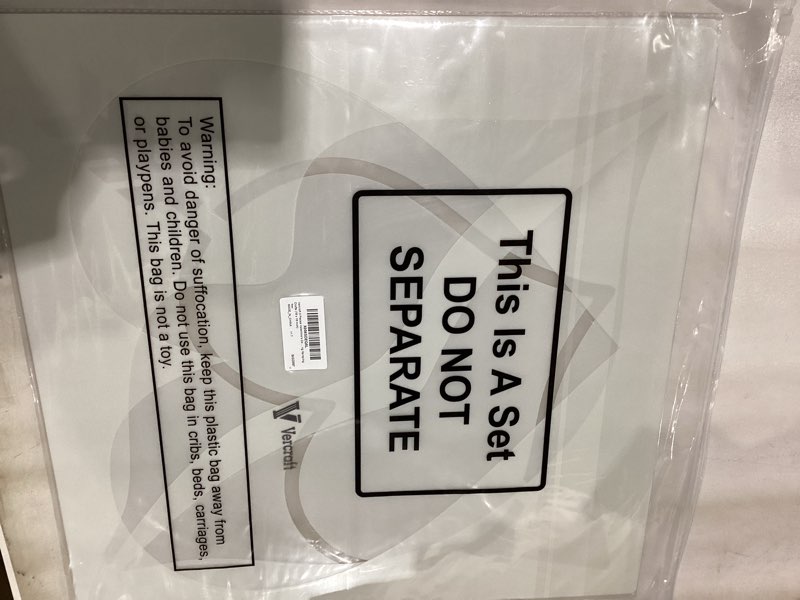 This Is A Set
DO NOT
SEPARATE
Vercraft
Warning:
To avoid danger of suffocation, keep this plastic bag away from
babies and children. Do not use this bag in cribs, beds, carriages,
or playpens. This bag is not a toy.